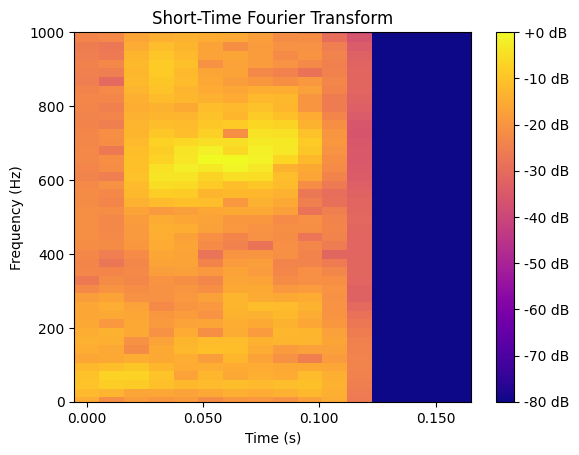 Short-Time Fourier Transform
Frequency (Hz)
1000
800
600
400
200
0
0.000
0.050
0.100
0.150
Time (s)
+0 dB
-10 dB
-20 dB
-30 dB
-40 dB
-50 dB
-60 dB
-70 dB
-80 dB